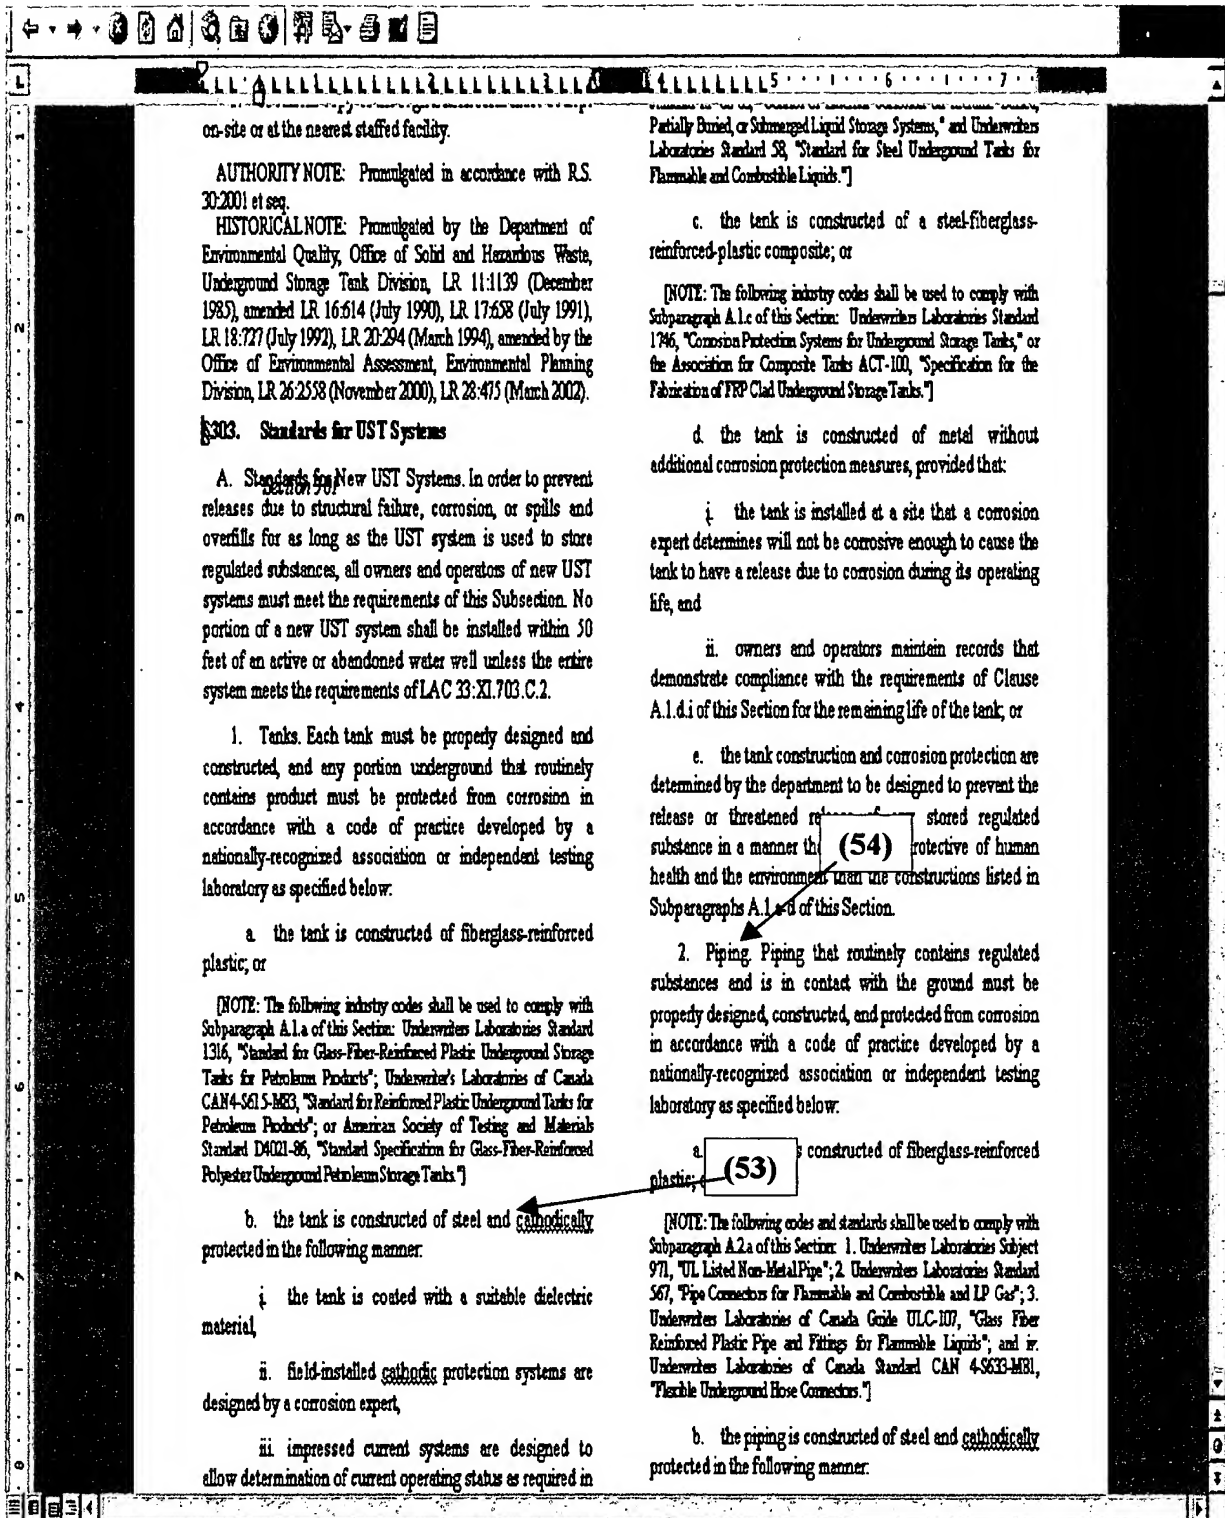 on-site or at the nearest staffed facility.
AUTHORITY NOTE: Promulgated in accordance with R.S.
30:2001 et seq.
HISTORICAL NOTE: Promulgated by the Department of
Environmental Quality, Office of Solid and Hazardous Waste,
Underground Storage Tank Division, LR 11:1139 (December
1985), amended LR 16:614 (July 1990), LR 17:658 (July 1991),
LR 18:727 (July 1992), LR 20:294 (March 1994), amended by the
Office of Environmental Assessment, Environmental Planning
Division, LR 26:2558 (November 2000), LR 28:475 (March 2002).
§303. Standards for UST Systems
A. Standards for New UST Systems. In order to prevent
releases due to structural failure, corrosion, or spills and
overfills for as long as the UST system is used to store
regulated substances, all owners and operators of new UST
systems must meet the requirements of this Subsection. No
portion of a new UST system shall be installed within 50
feet of an active or abandoned water well unless the entire
system meets the requirements of LAC 33:XI.703.C.2.
1. Tanks. Each tank must be properly designed and
constructed, and any portion underground that routinely
contains product must be protected from corrosion in
accordance with a code of practice developed by a
nationally-recognized association or independent testing
laboratory as specified below:
a. the tank is constructed of fiberglass-reinforced
plastic; or
[NOTE: The following industry codes shall be used to comply with
Subparagraph A.1.a of this Section: Underwriters Laboratories Standard
1316, "Standard for Glass-Fiber-Reinforced Plastic Underground Storage
Tanks for Petroleum Products"; Underwriter's Laboratories of Canada
CAN4-S615-M83, "Standard for Reinforced Plastic Underground Tanks for
Petroleum Products"; or American Society of Testing and Materials
Standard D4021-86, "Standard Specification for Glass-Fiber-Reinforced
Polyester Underground Petroleum Storage Tanks."]
b. the tank is constructed of steel and cathodically
protected in the following manner:
i. the tank is coated with a suitable dielectric
material,
ii. field-installed cathodic protection systems are
designed by a corrosion expert,
iii. impressed current systems are designed to
allow determination of current operating status as required in
Partially Buried, or Submerged Liquid Storage Systems," and Underwriters
Laboratories Standard 58, "Standard for Steel Underground Tanks for
Flammable and Combustible Liquids."]
c. the tank is constructed of a steel-fiberglass-
reinforced-plastic composite; or
[NOTE: The following industry codes shall be used to comply with
Subparagraph A.1.c of this Section: Underwriters Laboratories Standard
1746, "Corrosion Protection Systems for Underground Storage Tanks," or
the Association for Composite Tanks ACT-100, "Specification for the
Fabrication of FRP Clad Underground Storage Tanks."]
d. the tank is constructed of metal without
additional corrosion protection measures, provided that:
i. the tank is installed at a site that a corrosion
expert determines will not be corrosive enough to cause the
tank to have a release due to corrosion during its operating
life, and
ii. owners and operators maintain records that
demonstrate compliance with the requirements of Clause
A.1.d.i of this Section for the remaining life of the tank; or
e. the tank construction and corrosion protection are
determined by the department to be designed to prevent the
release or threatened stored regulated
substance in a manner (54) of human
health and the environment than the constructions listed in
Subparagraphs A.1.a-d of this Section.
2. Piping. Piping that routinely contains regulated
substances and is in contact with the ground must be
properly designed, constructed, and protected from corrosion
in accordance with a code of practice developed by a
nationally-recognized association or independent testing
laboratory as specified below:
a. (53) constructed of fiberglass-reinforced
plastic;
[NOTE: The following codes and standards shall be used to comply with
Subparagraph A.2.a of this Section: 1. Underwriters Laboratories Subject
971, "UL Listed Non-Metal Pipe"; 2. Underwriters Laboratories Standard
567, "Pipe Connectors for Flammable and Combustible and LP Gas"; 3.
Underwriters Laboratories of Canada Guide ULC-107, "Glass Fiber
Reinforced Plastic Pipe and Fittings for Flammable Liquids"; and iv.
Underwriters Laboratories of Canada Standard CAN 4-S633-M81,
"Flexible Underground Hose Connectors."]
b. the piping is constructed of steel and cathodically
protected in the following manner: